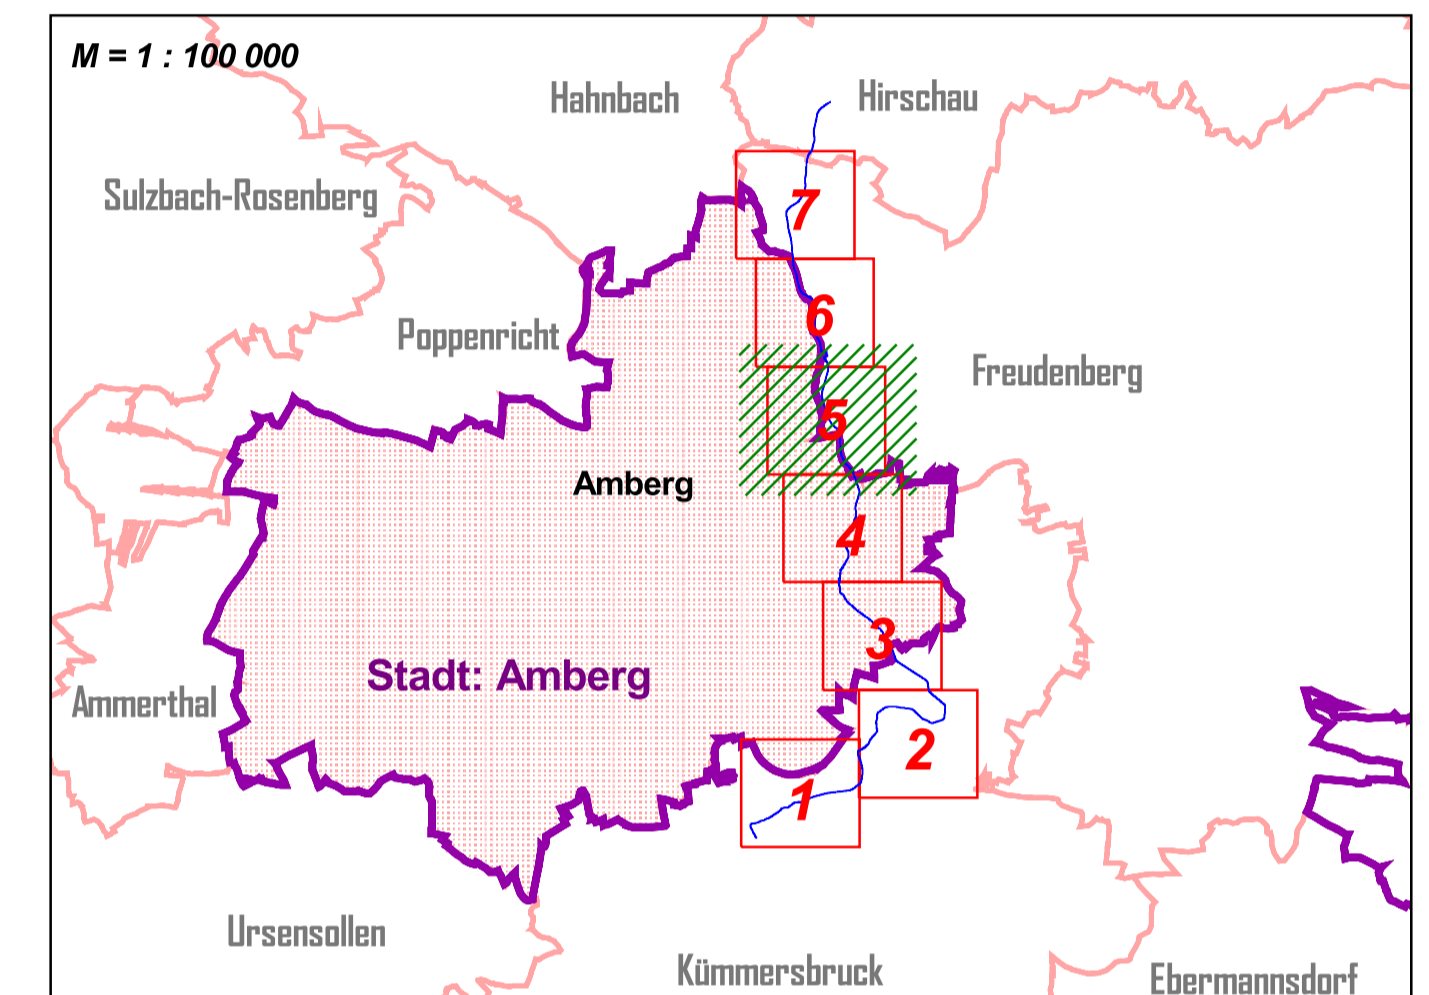 M = 1 : 100 000
Hahnbach
Hirschau
Sulzbach-Rosenberg
7
6
Poppenricht
Freudenberg
5
Amberg
4
3
Stadt: Amberg
Ammerthal
2
1
Ursensollen
Kümmersbruck
Ebermannsdorf